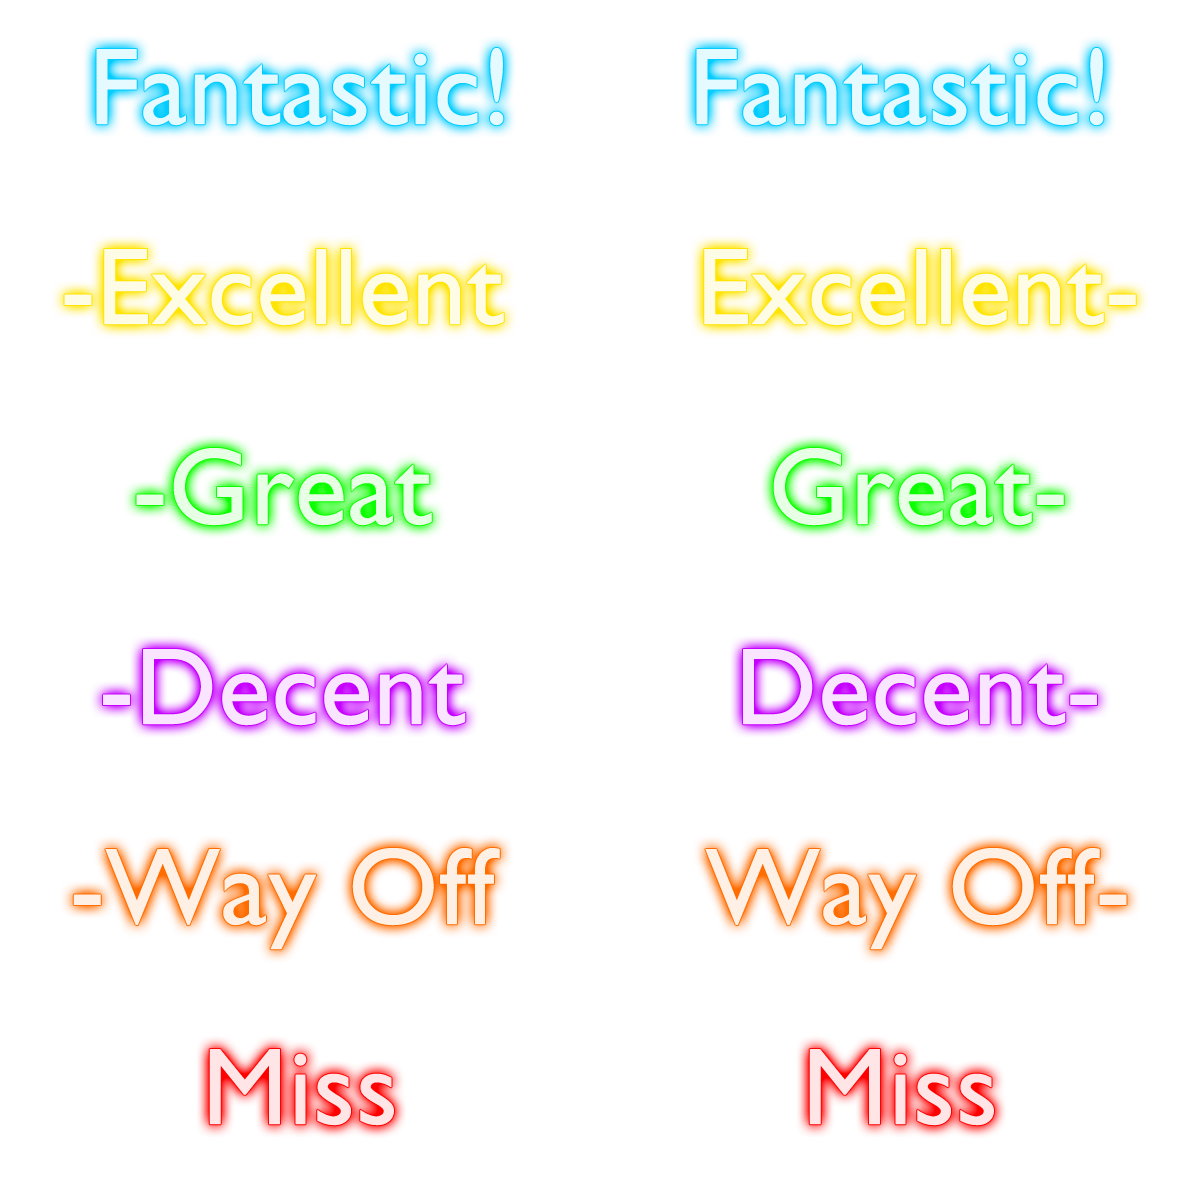 Fantastic! Fantastic!
-Excellent Excellent-
-Great Great-
-Decent Decent-
-Way Off Way Off-
Miss Miss